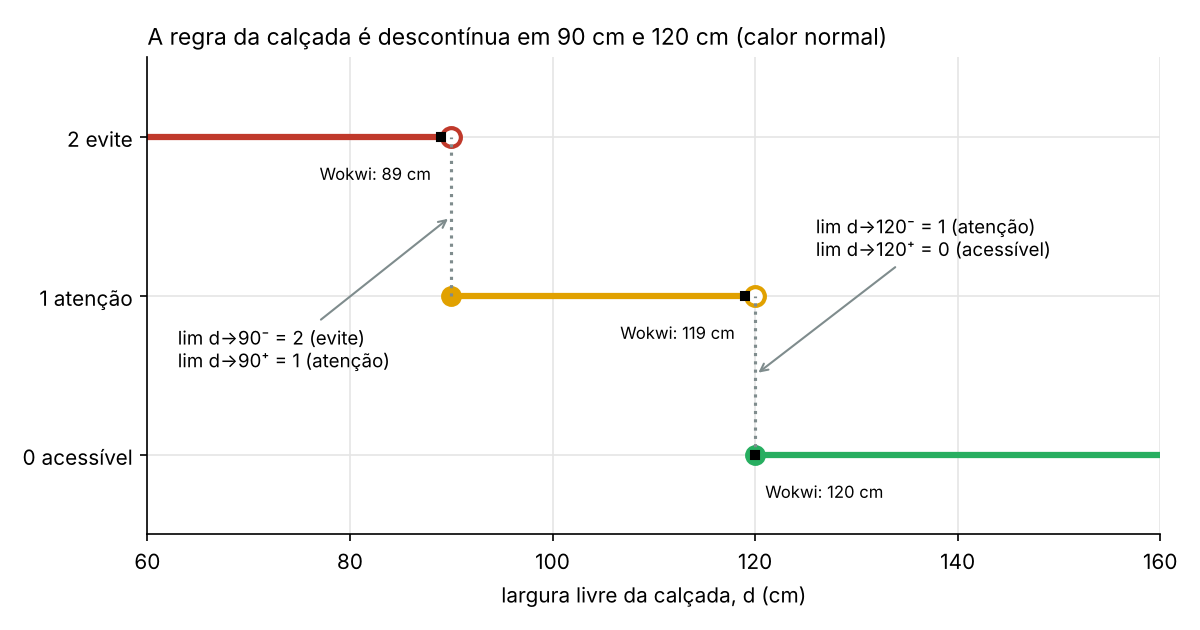 A regra da calçada é descontínua em 90 cm e 120 cm (calor normal)
2 evite
Wokwi: 89 cm
lim d→120⁻ = 1 (atenção)
lim d→120⁺ = 0 (acessível)
1 atenção
Wokwi: 119 cm
lim d→90⁻ = 2 (evite)
lim d→90⁺ = 1 (atenção)
0 acessível
Wokwi: 120 cm
60 80 100 120 140 160
largura livre da calçada, d (cm)